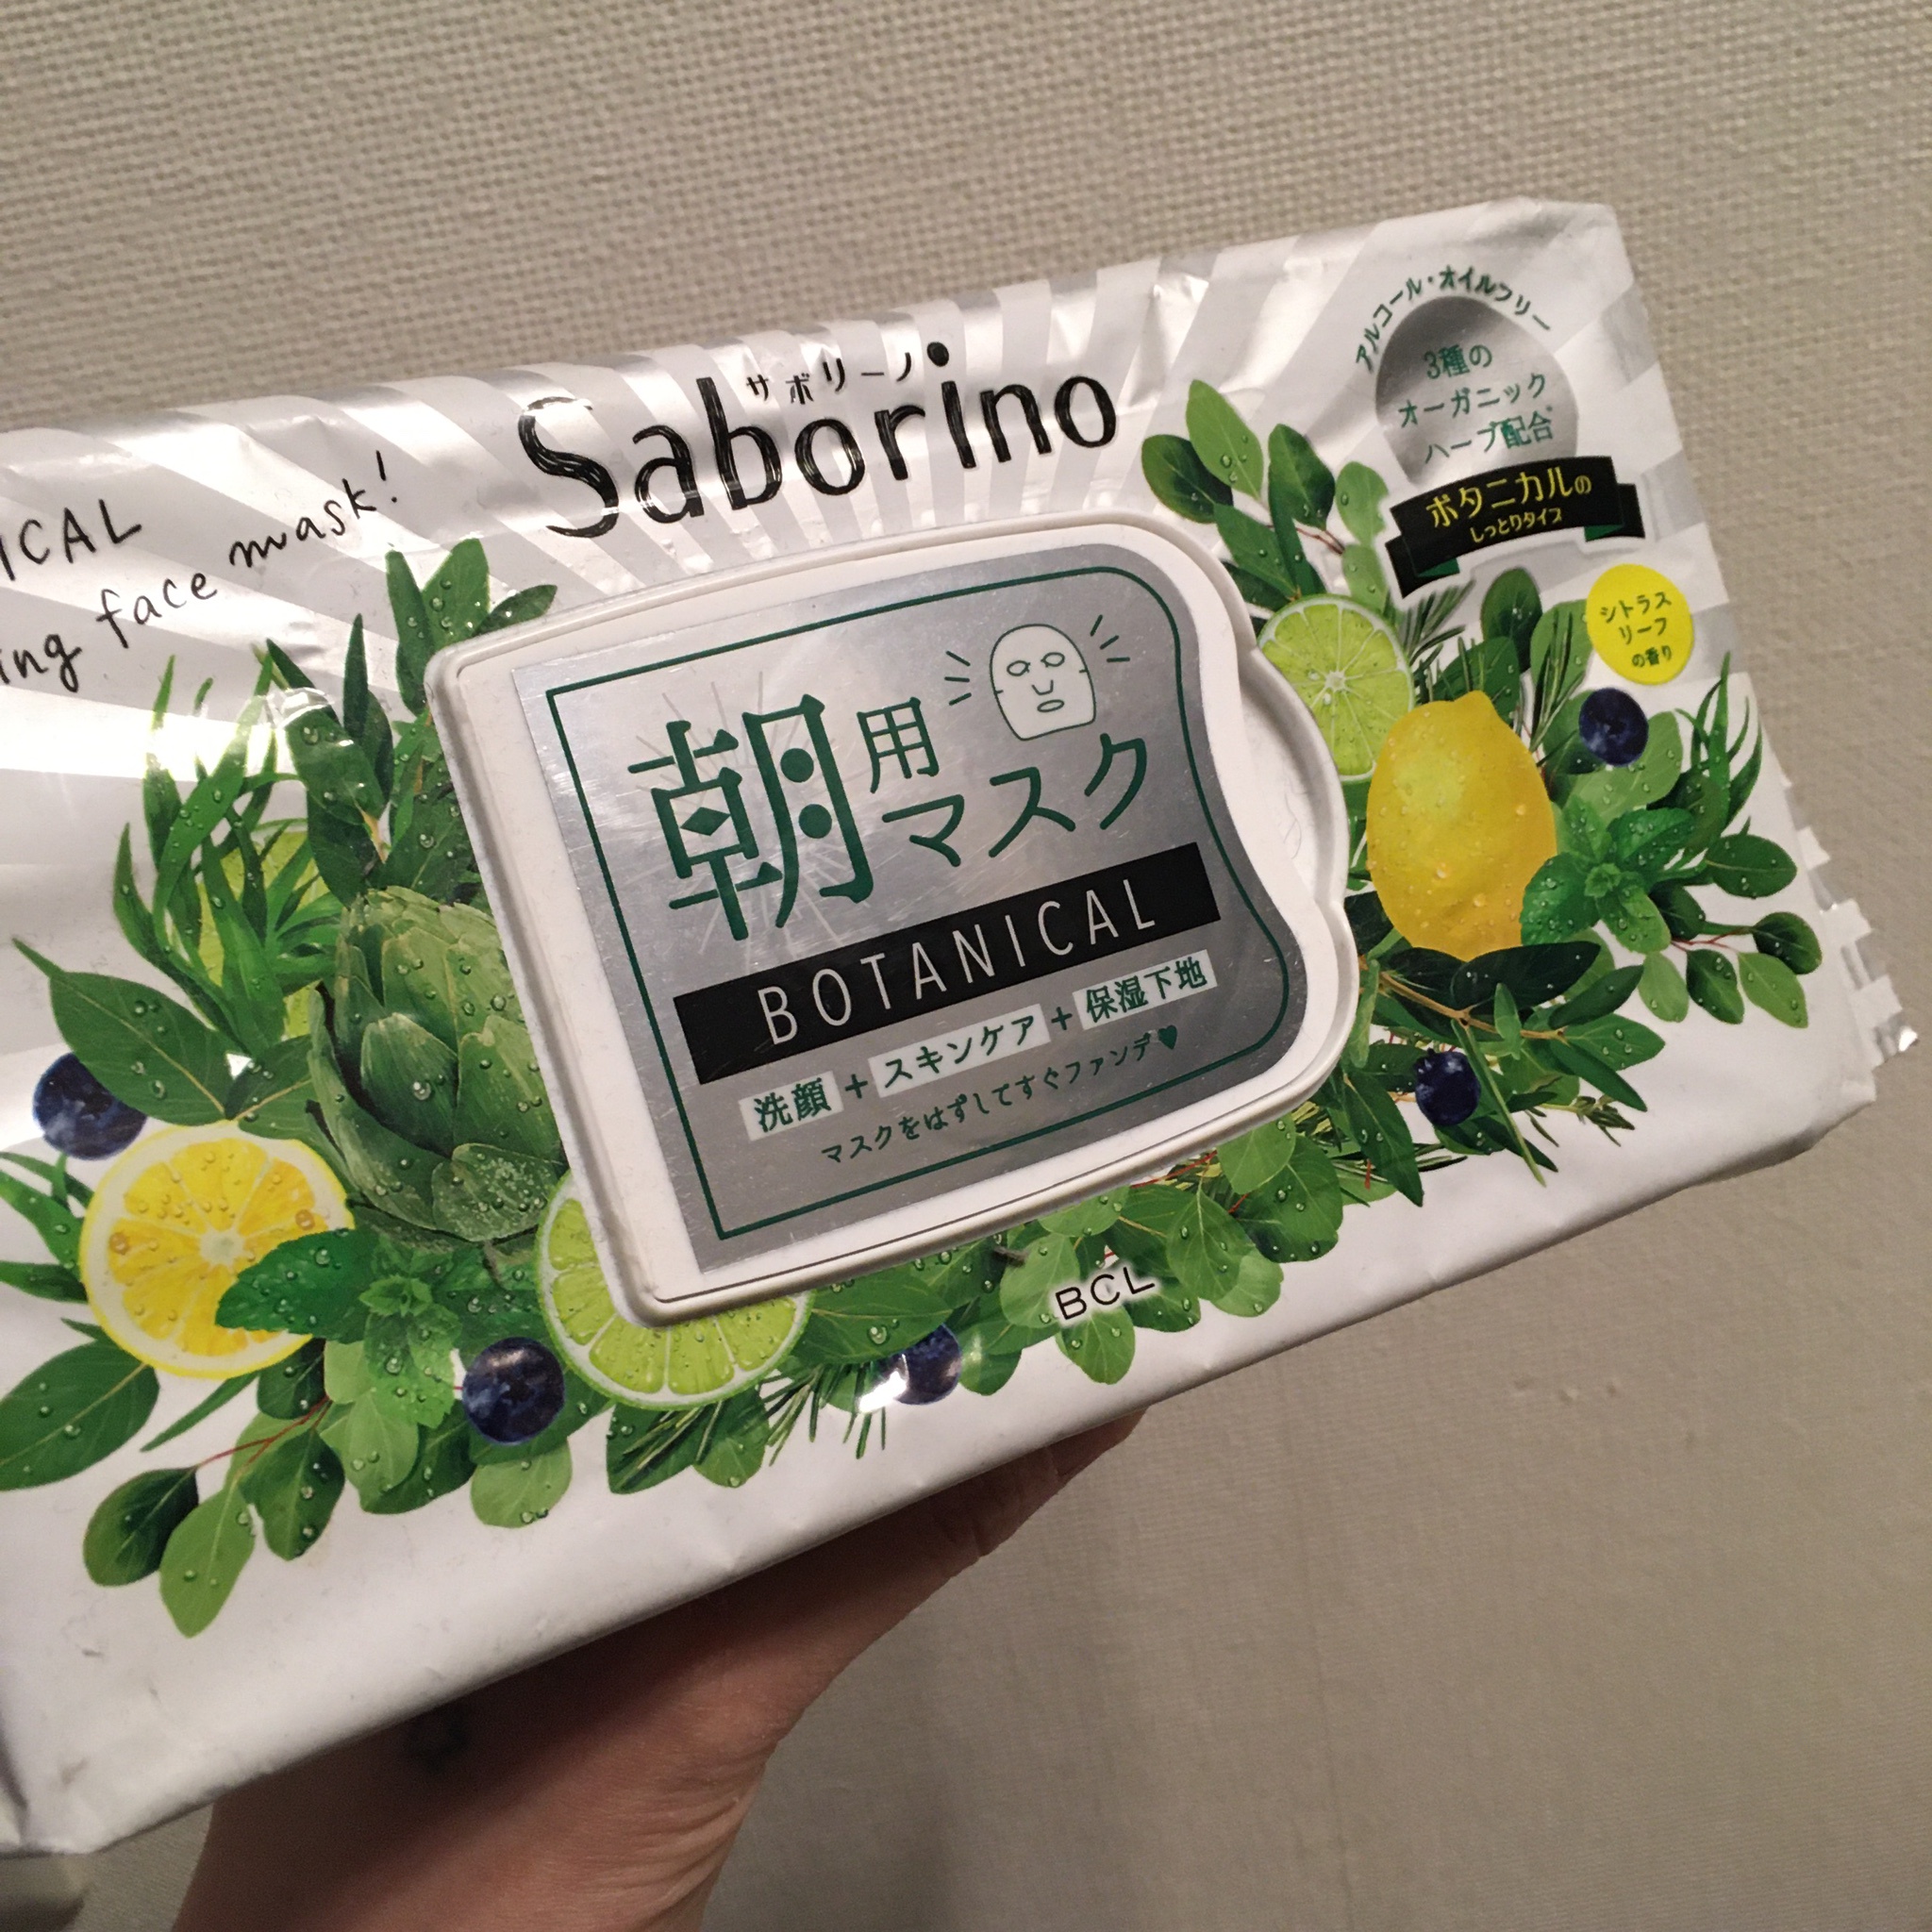 サボリーノ
Saborino
face mask!
朝用マスク
BOTANICAL
洗顔+スキンケア+保湿下地
マスクをはずしてすぐファンデ♥
アルコール・オイルフリー
3種の
オーガニック
ハーブ配合
ボタニカルの
しっとりタイプ
シトラス
リーフ
の香り
BCL